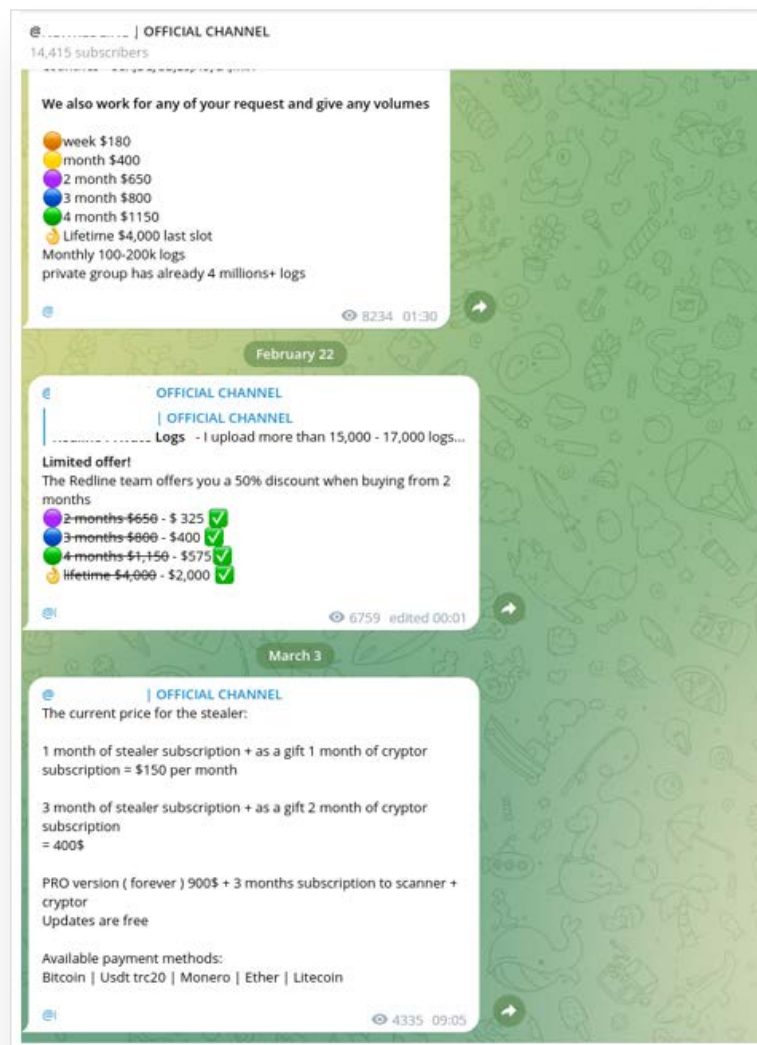 | OFFICIAL CHANNEL
14,415 subscribers
We also work for any of your request and give any volumes
week $180
month $400
2 month $650
3 month $800
4 month $1150
Lifetime $4,000 last slot
Monthly 100-200k logs
private group has already 4 millions+ logs
@
8234 01:30
February 22
OFFICIAL CHANNEL
| OFFICIAL CHANNEL
Logs - I upload more than 15,000 - 17,000 logs...
Limited offer!
The Redline team offers you a 50% discount when buying from 2
months
2 months $650 - $ 325
3 months $800 - $400
4 months $1,150 - $575
lifetime $4,000 - $2,000
@
6759 edited 00:01
March 3
@ | OFFICIAL CHANNEL
The current price for the stealer:
1 month of stealer subscription + as a gift 1 month of cryptor
subscription = $150 per month
3 month of stealer subscription + as a gift 2 month of cryptor
subscription
= 400$
PRO version ( forever ) 900$ + 3 months subscription to scanner +
cryptor
Updates are free
Available payment methods:
Bitcoin | Usdt trc20 | Monero | Ether | Litecoin
@
4335 09:05